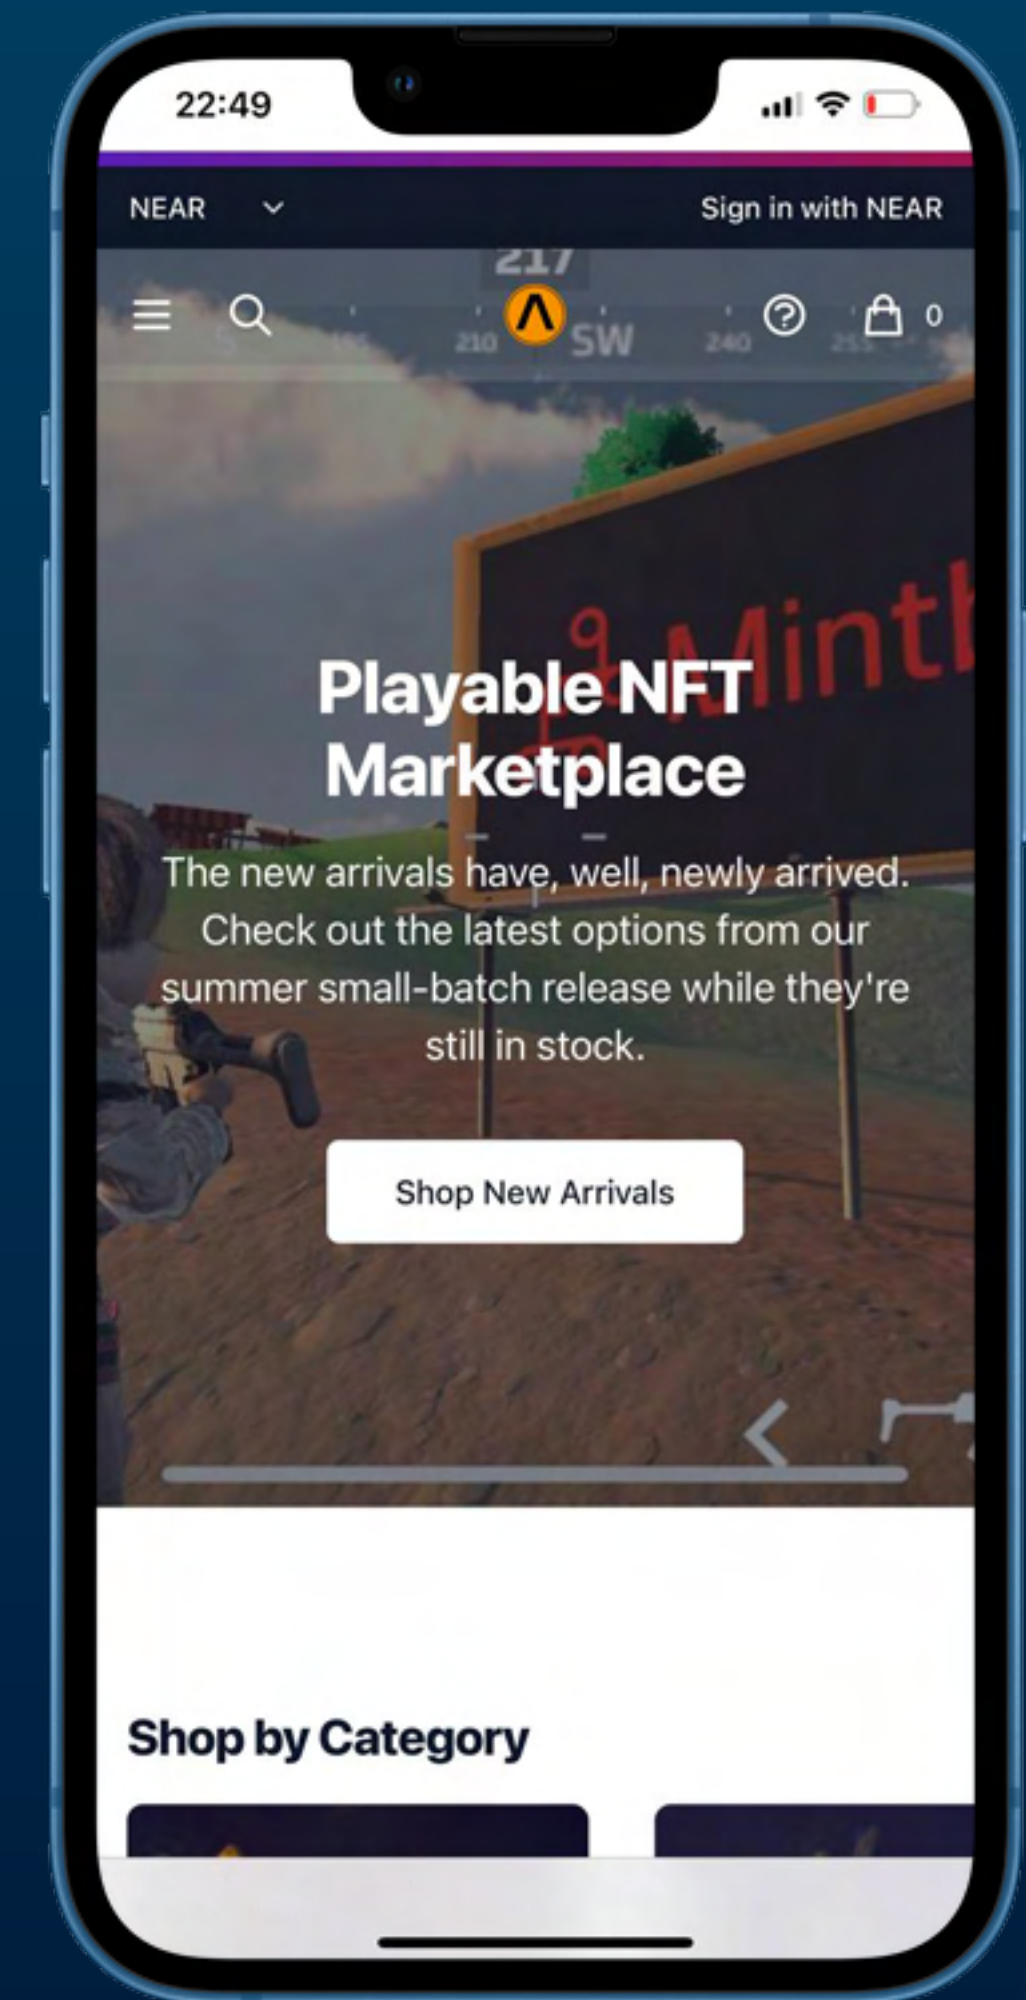 22:49
NEAR
Sign in with NEAR
217
0
210 SW 240 255
Playable NFT
Marketplace
The new arrivals have, well, newly arrived.
Check out the latest options from our
summer small-batch release while they're
still in stock.
Shop New Arrivals
Shop by Category